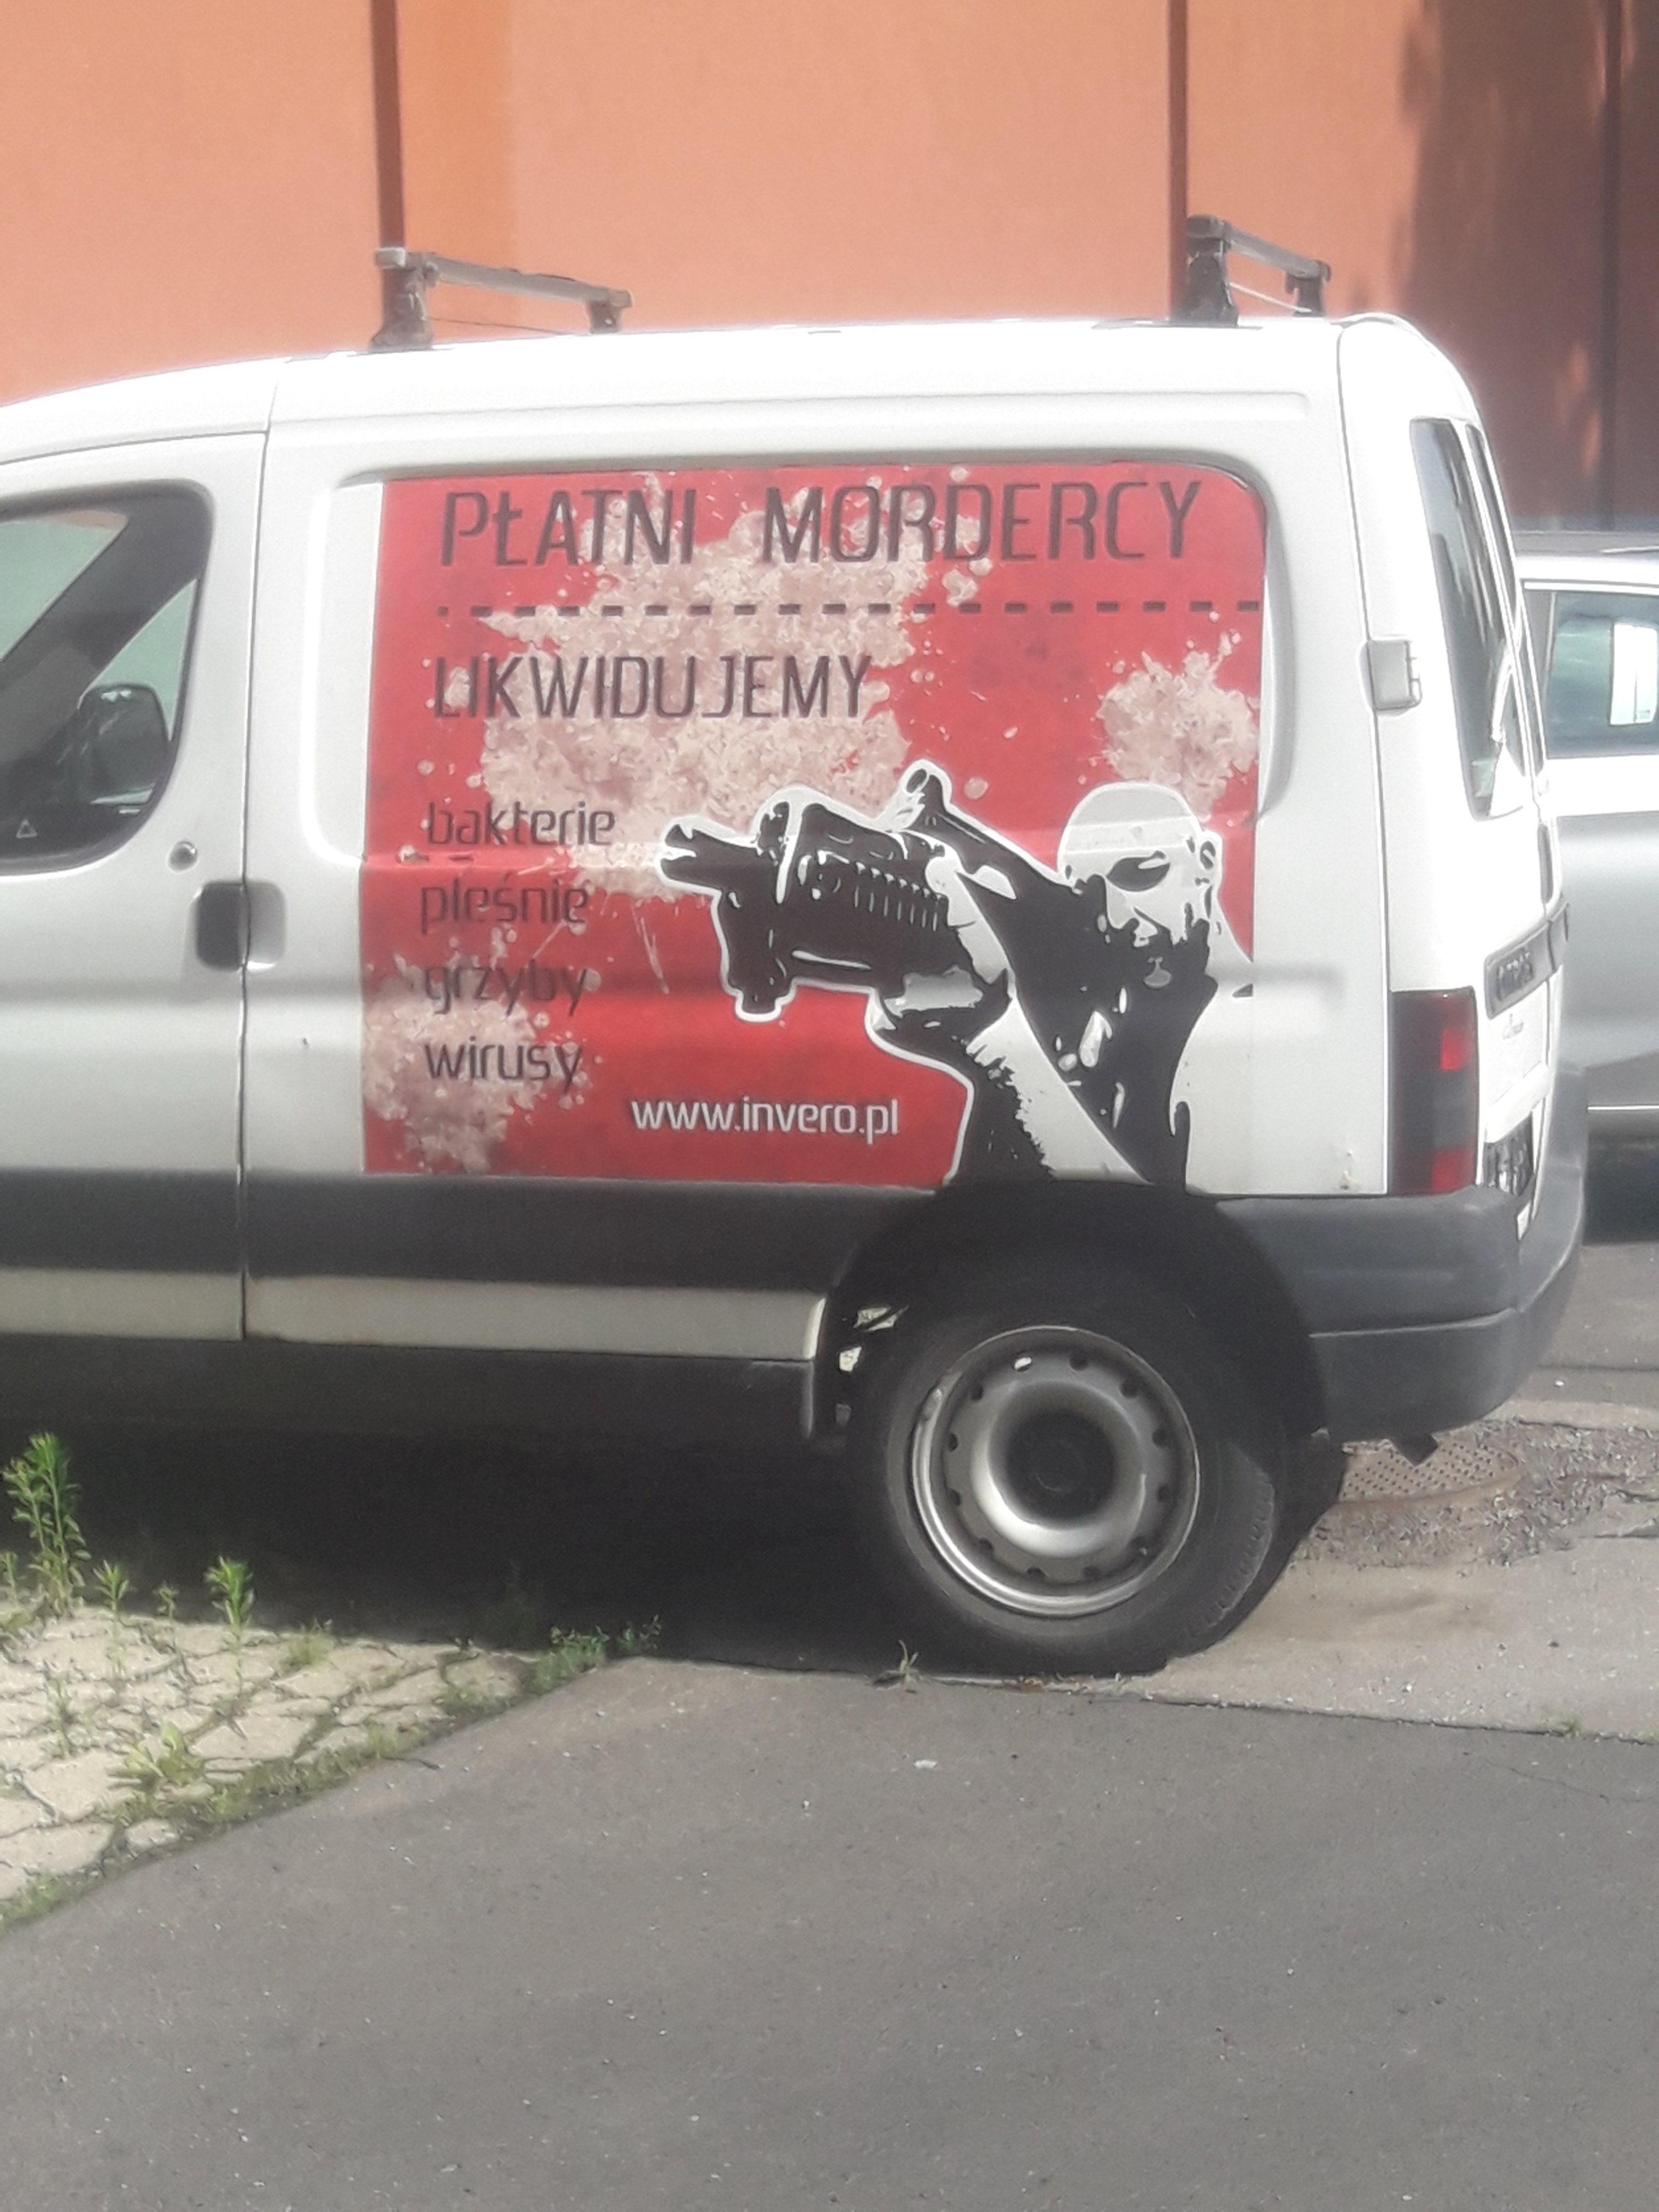 PŁATNI MORDERCY
LIKWIDUJEMY
bakterie
pleśnie
grzyby
wirusy
www.invero.pl